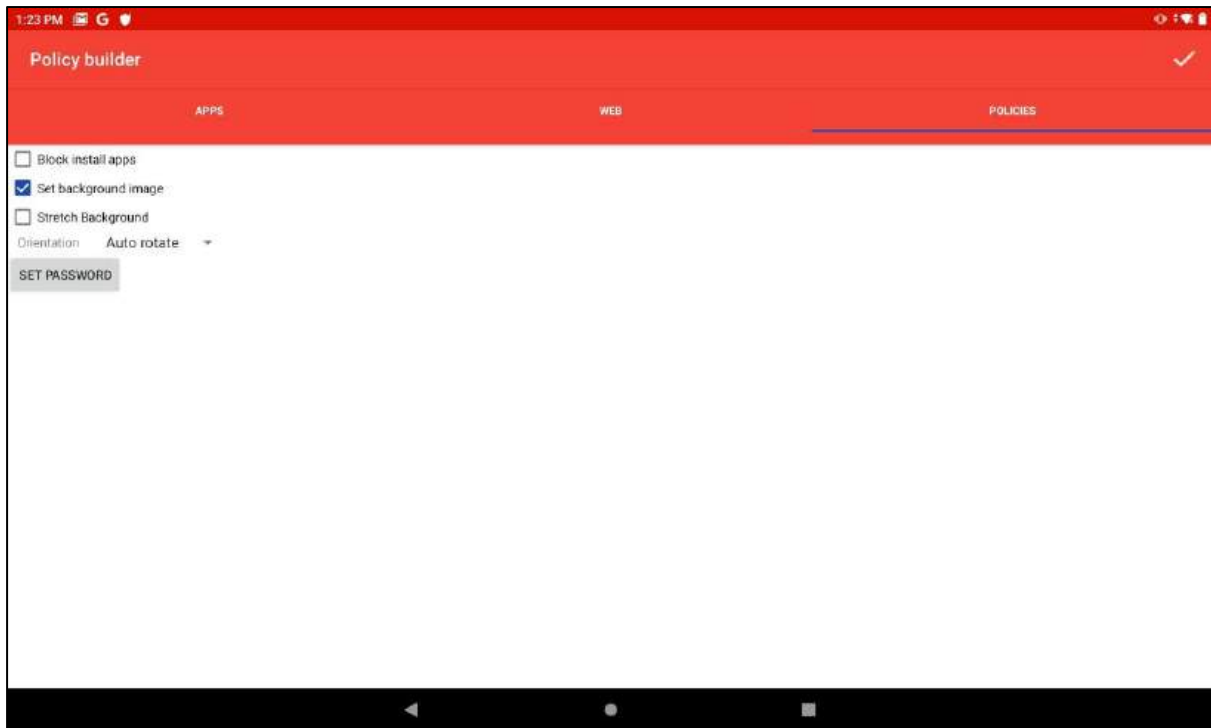 1:23 PM G
Policy builder
APPS WEB POLICIES
Block install apps
Set background image
Stretch Background
Orientation Auto rotate
SET PASSWORD